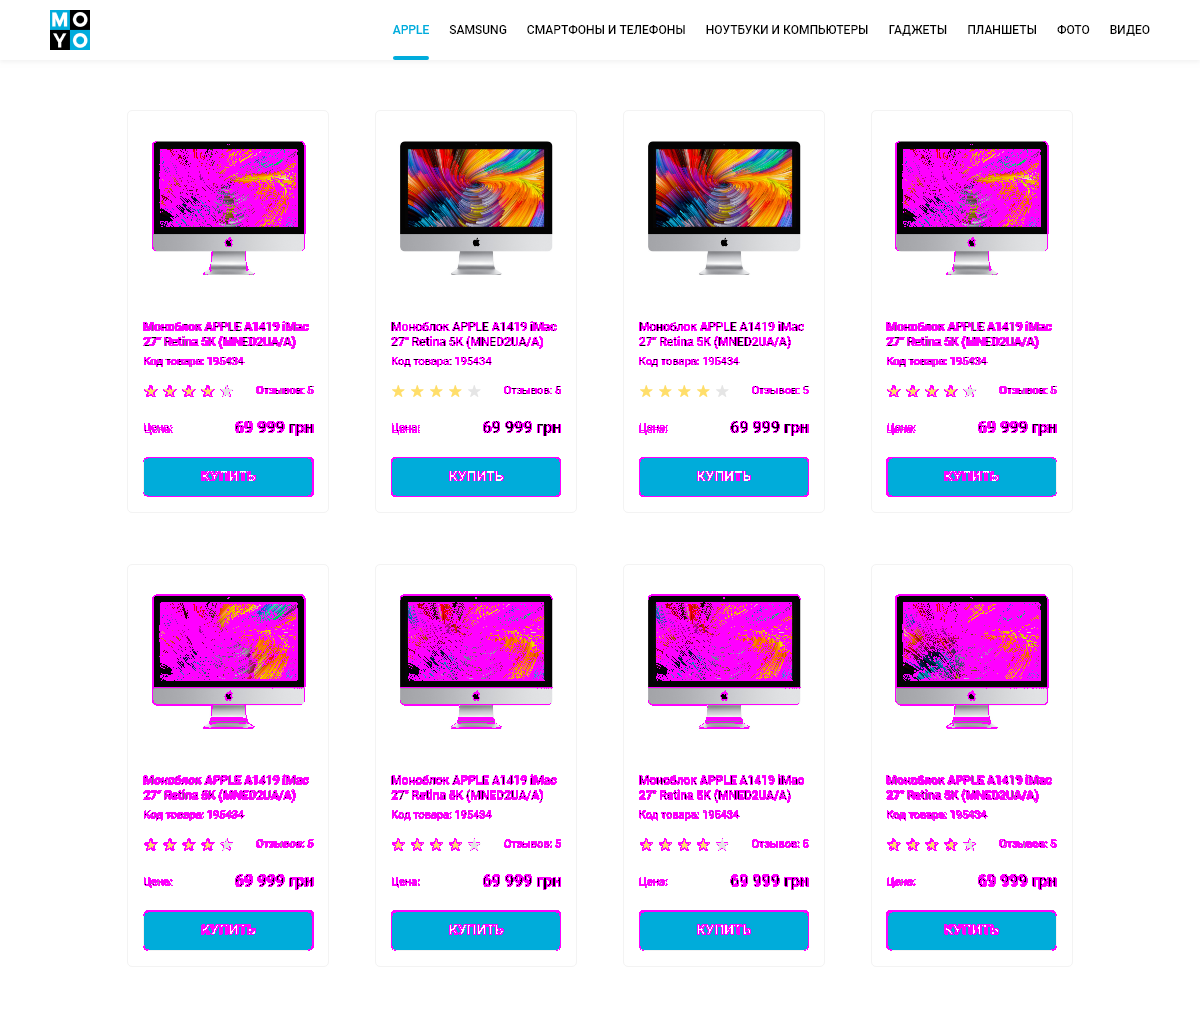 MO
YO
APPLE SAMSUNG СМАРТФОНЫ И ТЕЛЕФОНЫ НОУТБУКИ И КОМПЬЮТЕРЫ ГАДЖЕТЫ ПЛАНШЕТЫ ФОТО ВИДЕО
Моноблок APPLE A1419 iMac
27" Retina 5K (MNED2UA/A)
Код товара: 195434
Отзывов: 5
Цена: 69 999 грн
КУПИТЬ
Моноблок APPLE A1419 iMac
27" Retina 5K (MNED2UA/A)
Код товара: 195434
Отзывов: 5
Цена: 69 999 грн
КУПИТЬ
Моноблок APPLE A1419 iMac
27" Retina 5K (MNED2UA/A)
Код товара: 195434
Отзывов: 5
Цена: 69 999 грн
КУПИТЬ
Моноблок APPLE A1419 iMac
27" Retina 5K (MNED2UA/A)
Код товара: 195434
Отзывов: 5
Цена: 69 999 грн
КУПИТЬ
Моноблок APPLE A1419 iMac
27" Retina 5K (MNED2UA/A)
Код товара: 195434
Отзывов: 5
Цена: 69 999 грн
КУПИТЬ
Моноблок APPLE A1419 iMac
27" Retina 5K (MNED2UA/A)
Код товара: 195434
Отзывов: 5
Цена: 69 999 грн
КУПИТЬ
Моноблок APPLE A1419 iMac
27" Retina 5K (MNED2UA/A)
Код товара: 195434
Отзывов: 5
Цена: 69 999 грн
КУПИТЬ
Моноблок APPLE A1419 iMac
27" Retina 5K (MNED2UA/A)
Код товара: 195434
Отзывов: 5
Цена: 69 999 грн
КУПИТЬ